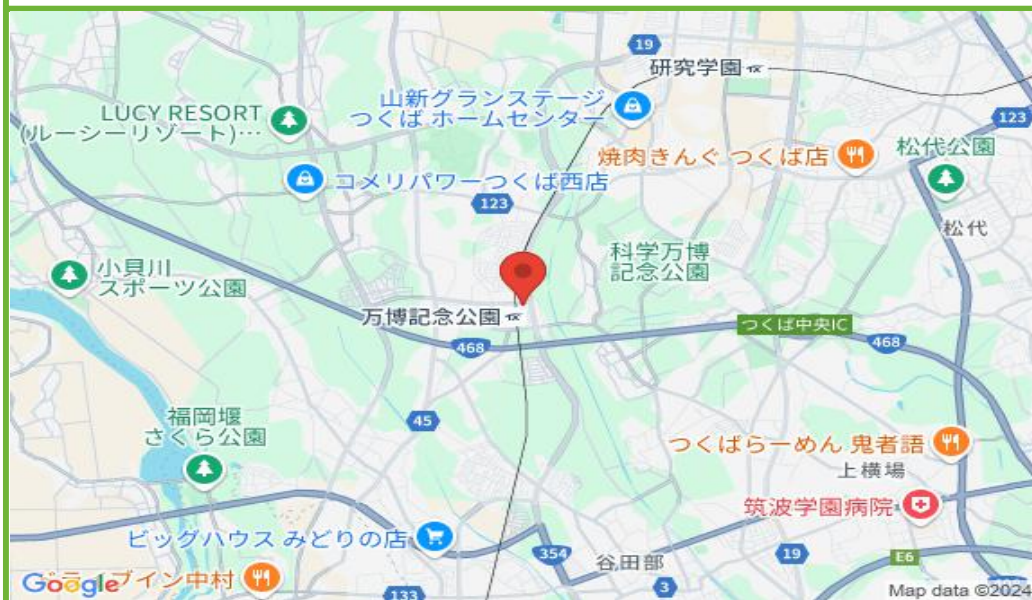 19
研究学園
LUCY RESORT
(ルーシーリゾート)…
山新グランステージ
つくば ホームセンター
123
焼肉きんぐ つくば店
松代公園
コメリパワーつくば西店
123
松代
小貝川
スポーツ公園
科学万博
記念公園
万博記念公園
つくば中央IC
468
468
福岡堰
さくら公園
45
つくばらーめん 鬼者語
上横場
筑波学園病院
ビッグハウス みどりの店
354
谷田部
19
E6
ブイン中村
Google
133
3
Map data ©2024